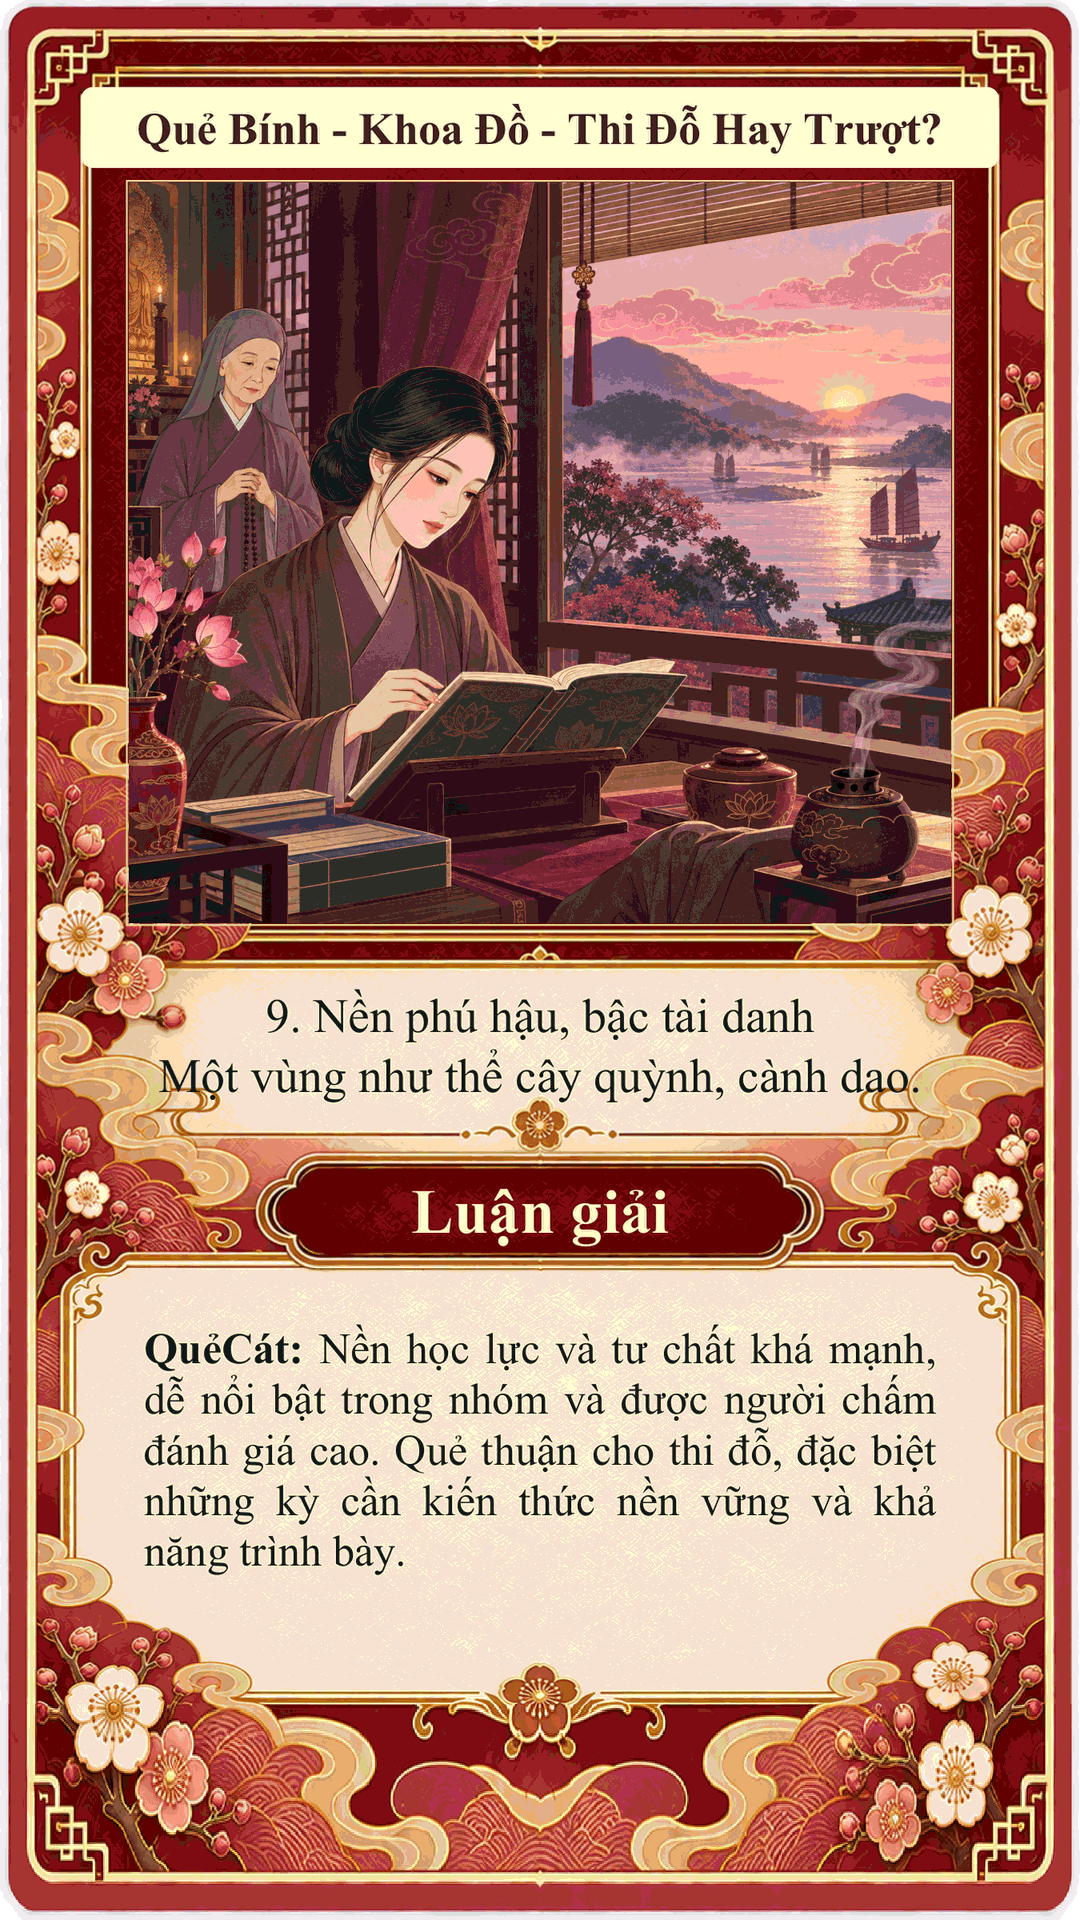 Quẻ Bính - Khoa Đồ - Thi Đỗ Hay Trượt?
9. Nền phú hậu, bậc tài danh
Một vùng như thể cây quỳnh, cành dao.
Luận giải
QuẻCát: Nền học lực và tư chất khá mạnh,
dễ nổi bật trong nhóm và được người chấm
đánh giá cao. Quẻ thuận cho thi đỗ, đặc biệt
những kỳ cần kiến thức nền vững và khả
năng trình bày.